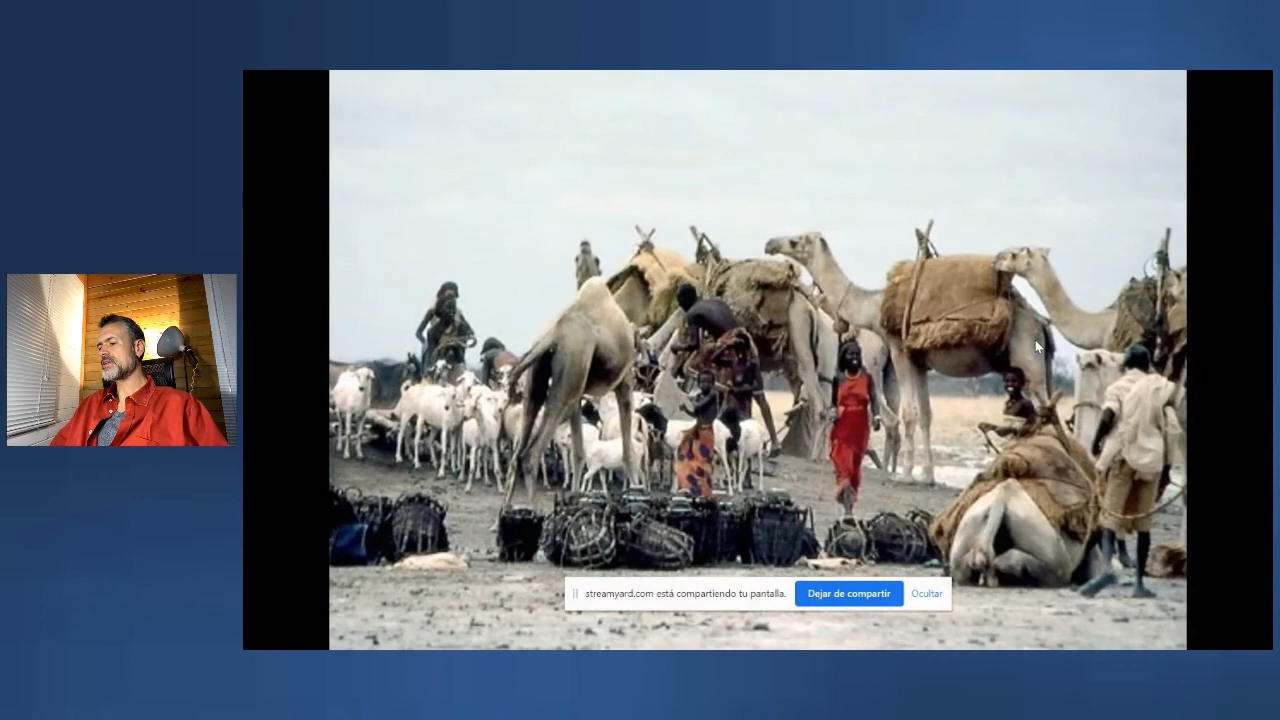 streamyard.com está compartiendo tu pantalla.
Dejar de compartir
Ocultar